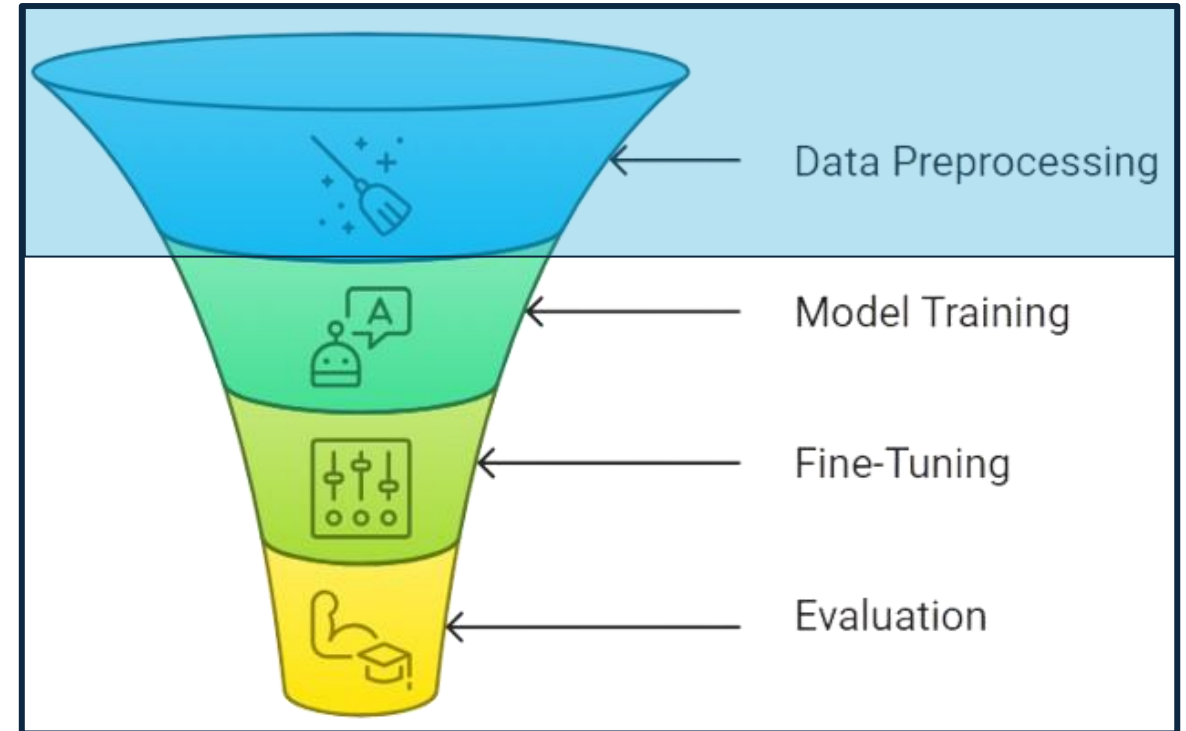 Data Preprocessing
A
Model Training
Fine-Tuning
Evaluation